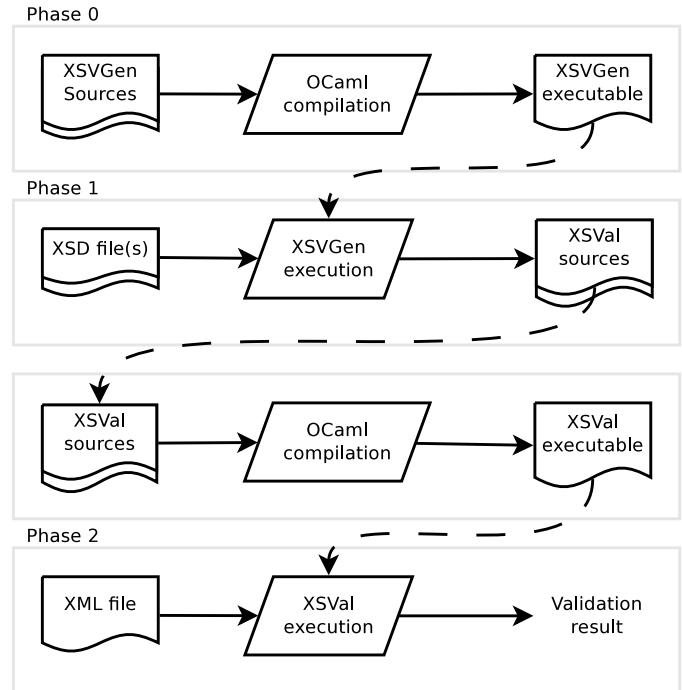 Phase 0
XSVGen
Sources
OCaml
compilation
XSVGen
executable
Phase 1
XSD file(s)
XSVGen
execution
XSVal
sources
XSVal
sources
OCaml
compilation
XSVal
executable
Phase 2
XML file
XSVal
execution
Validation
result